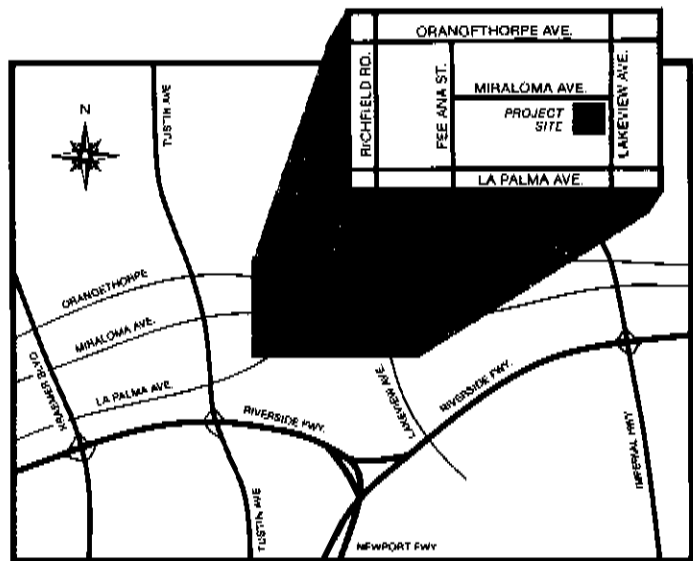 ORANGETHORPE AVE.
RICHFIELD RD.
FEE ANA ST.
MIRALOMA AVE.
LAKEVIEW AVE.
PROJECT
SITE
LA PALMA AVE.
N
TUSTIN AVE
ORANGETHORPE
MIRALOMA AVE.
KRAEMER BLVD
LA PALMA AVE.
RIVERSIDE FWY.
LAKEVIEW AVE.
RIVERSIDE FWY.
IMPERIAL HWY
TUSTIN AVE
NEWPORT FWY